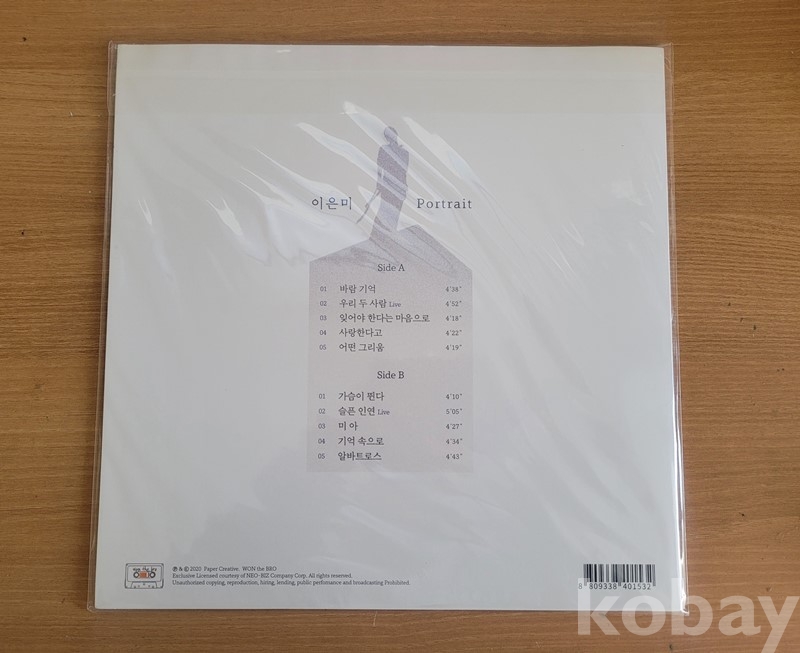 이은미 Portrait
Side A
01 바람 기억 4'38"
02 우리 두 사람 Live 4'52"
03 잊어야 한다는 마음으로 4'18"
04 사랑한다고 4'22"
05 어떤 그리움 4'19"
Side B
01 가슴이 뛴다 4'10"
02 슬픈 인연 Live 5'05"
03 미 아 4'27"
04 기억 속으로 4'34"
05 알바트로스 4'43"
℗ & © 2020 Paper Creative. WON the BRO
Exclusive Licensed courtesy of NEO-BIZ Company Corp. All rights reserved.
Unauthorized copying, reproduction, hiring, lending, public perfomance and broadcasting Prohibited.
8 809338 401532
kobay